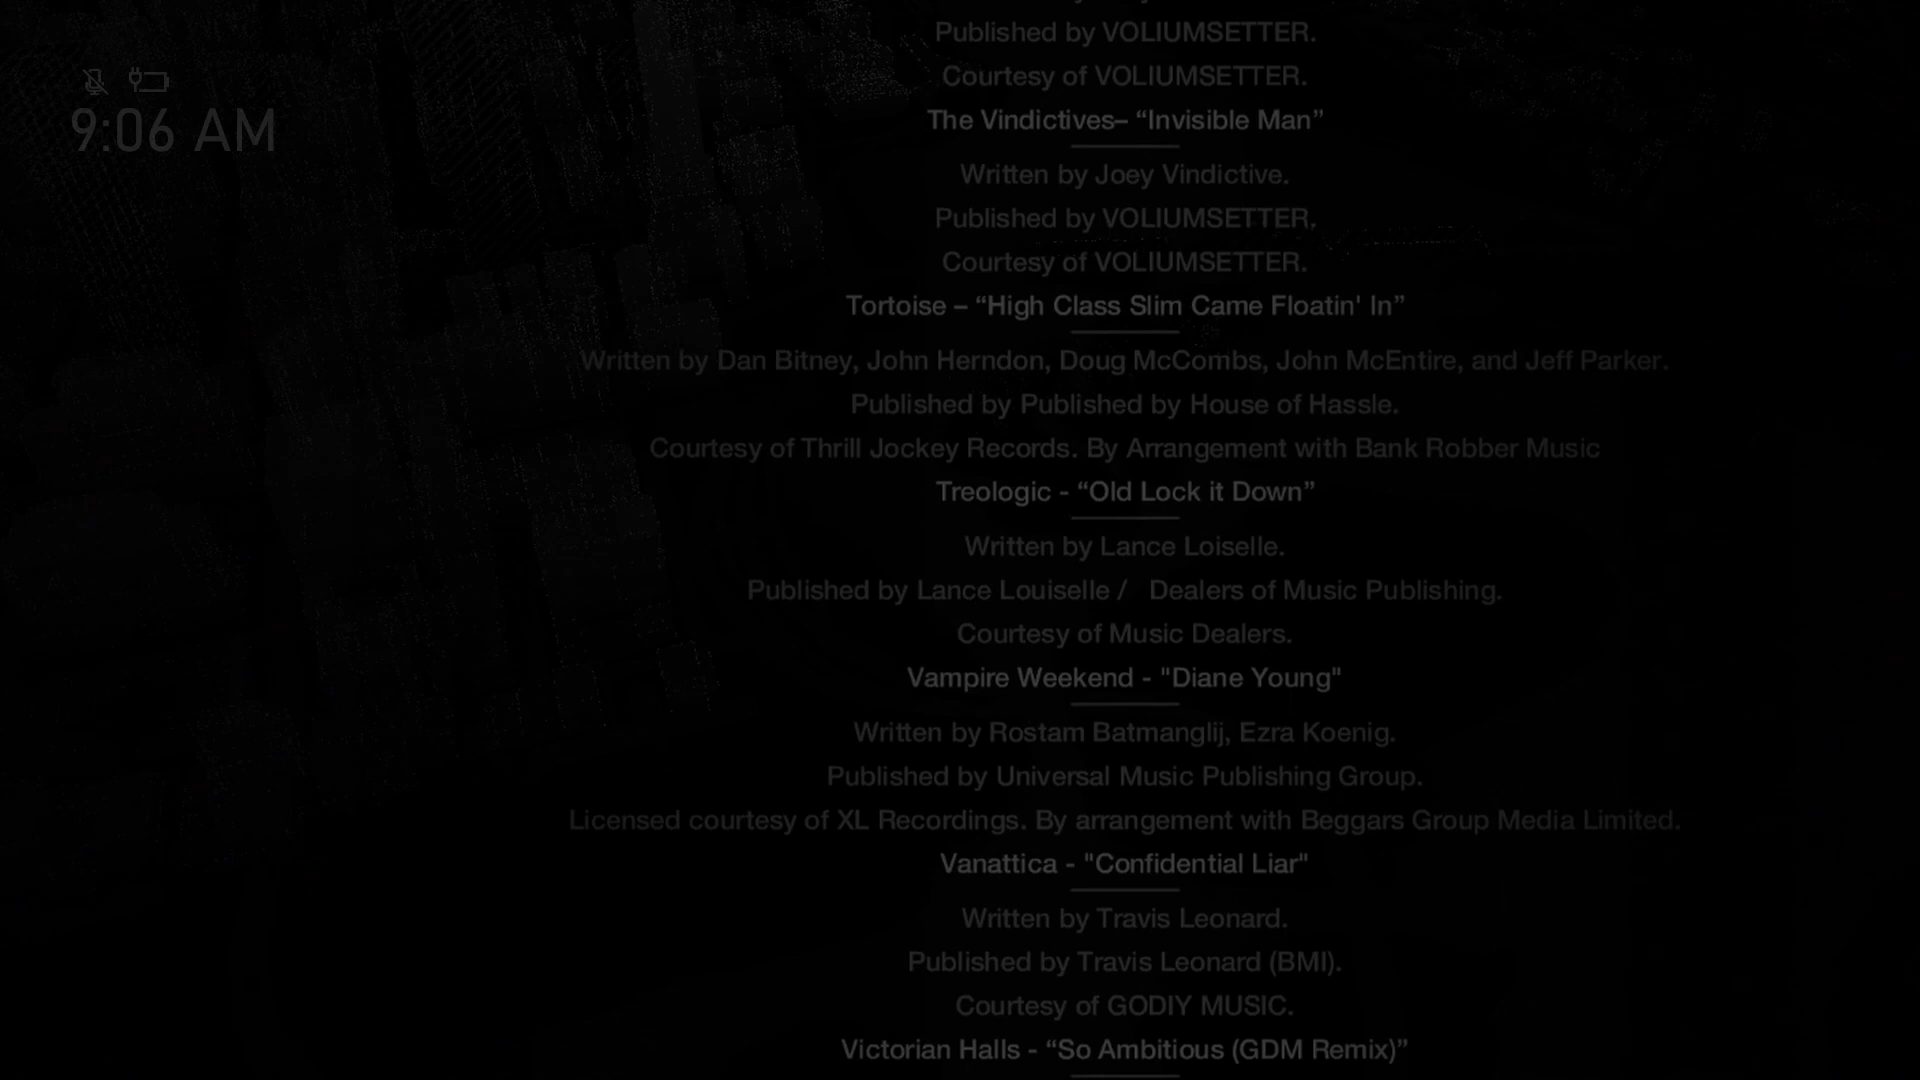 Published by VOLIUMSETTER.
Courtesy of VOLIUMSETTER.
9:06 AM
The Vindictives– “Invisible Man”
Written by Joey Vindictive.
Published by VOLIUMSETTER.
Courtesy of VOLIUMSETTER.
Tortoise – “High Class Slim Came Floatin' In”
Written by Dan Bitney, John Herndon, Doug McCombs, John McEntire, and Jeff Parker.
Published by Published by House of Hassle.
Courtesy of Thrill Jockey Records. By Arrangement with Bank Robber Music
Treologic - “Old Lock it Down”
Written by Lance Loiselle.
Published by Lance Louiselle /   Dealers of Music Publishing.
Courtesy of Music Dealers.
Vampire Weekend - "Diane Young"
Written by Rostam Batmanglij, Ezra Koenig.
Published by Universal Music Publishing Group.
Licensed courtesy of XL Recordings. By arrangement with Beggars Group Media Limited.
Vanattica - "Confidential Liar"
Written by Travis Leonard.
Published by Travis Leonard (BMI).
Courtesy of GODIY MUSIC.
Victorian Halls - “So Ambitious (GDM Remix)”